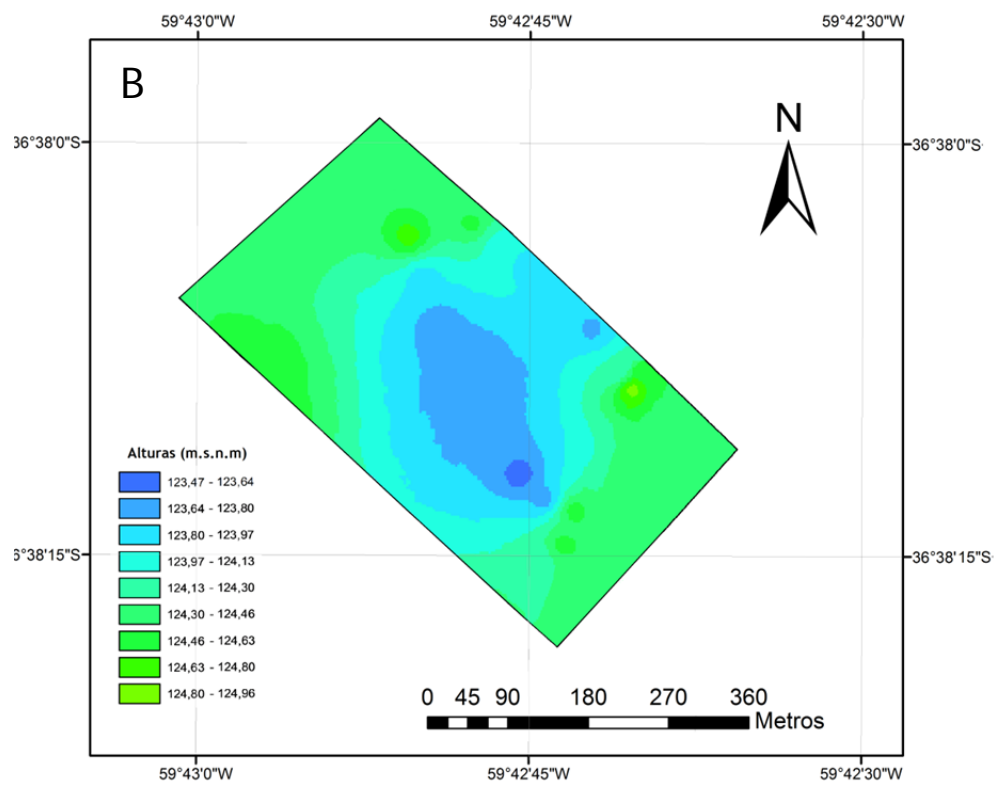 59°43'0"W 59°42'45"W 59°42'30"W
B
N
36°38'0"S 36°38'0"S
Alturas (m.s.n.m)
123,47 - 123,64
123,64 - 123,80
123,80 - 123,97
123,97 - 124,13
124,13 - 124,30
124,30 - 124,46
124,46 - 124,63
124,63 - 124,80
124,80 - 124,96
6°38'15"S 36°38'15"S
0 45 90 180 270 360
Metros
59°43'0"W 59°42'45"W 59°42'30"W